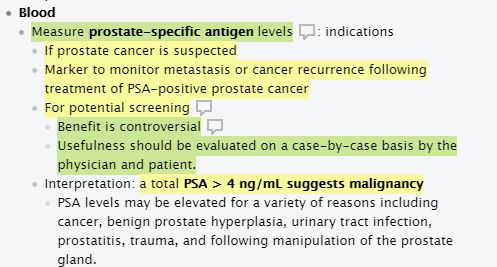 Blood
Measure prostate-specific antigen levels : indications
If prostate cancer is suspected
Marker to monitor metastasis or cancer recurrence following
treatment of PSA-positive prostate cancer
For potential screening
Benefit is controversial
Usefulness should be evaluated on a case-by-case basis by the
physician and patient.
Interpretation: a total PSA > 4 ng/mL suggests malignancy
PSA levels may be elevated for a variety of reasons including
cancer, benign prostate hyperplasia, urinary tract infection,
prostatitis, trauma, and following manipulation of the prostate
gland.